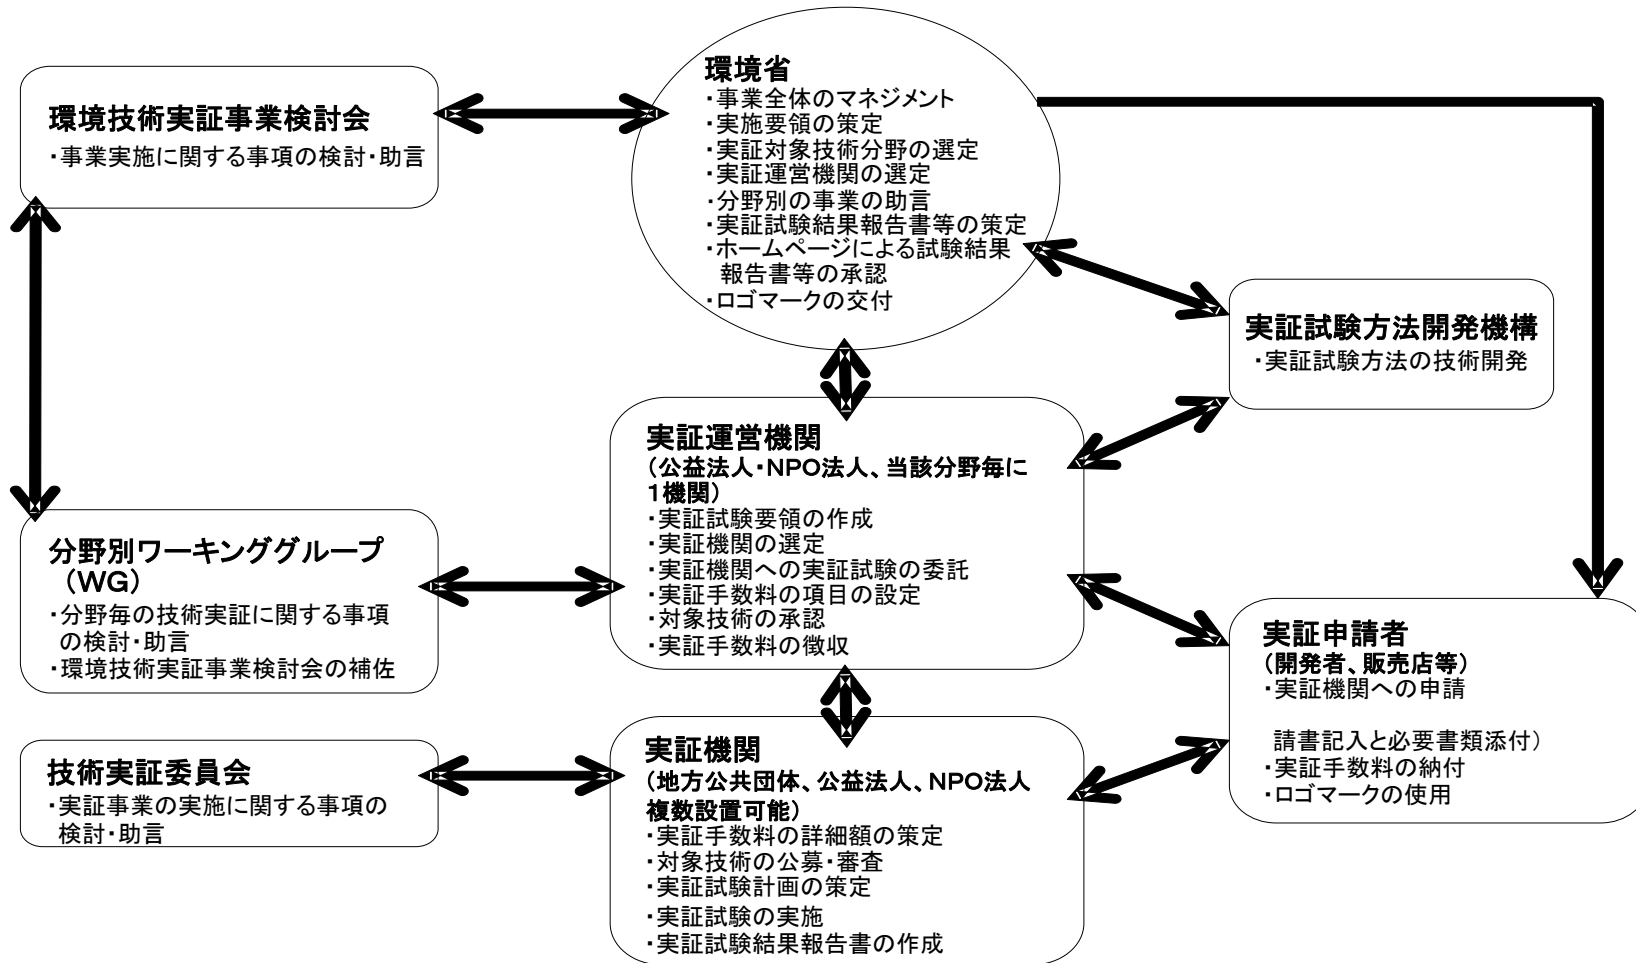 環境省
・事業全体のマネジメント
・実施要領の策定
・実証対象技術分野の選定
・実証運営機関の選定
・分野別の事業の助言
・実証試験結果報告書等の策定
・ホームページによる試験結果
報告書等の承認
・ロゴマークの交付
環境技術実証事業検討会
・事業実施に関する事項の検討・助言
実証試験方法開発機構
・実証試験方法の技術開発
実証運営機関
(公益法人・NPO法人、当該分野毎に
1機関)
・実証試験要領の作成
・実証機関の選定
・実証機関への実証試験の委託
・実証手数料の項目の設定
・対象技術の承認
・実証手数料の徴収
分野別ワーキンググループ
(WG)
・分野毎の技術実証に関する事項
の検討・助言
・環境技術実証事業検討会の補佐
実証申請者
(開発者、販売店等)
・実証機関への申請
請書記入と必要書類添付)
・実証手数料の納付
・ロゴマークの使用
技術実証委員会
・実証事業の実施に関する事項の
検討・助言
実証機関
(地方公共団体、公益法人、NPO法人
複数設置可能)
・実証手数料の詳細額の策定
・対象技術の公募・審査
・実証試験計画の策定
・実証試験の実施
・実証試験結果報告書の作成